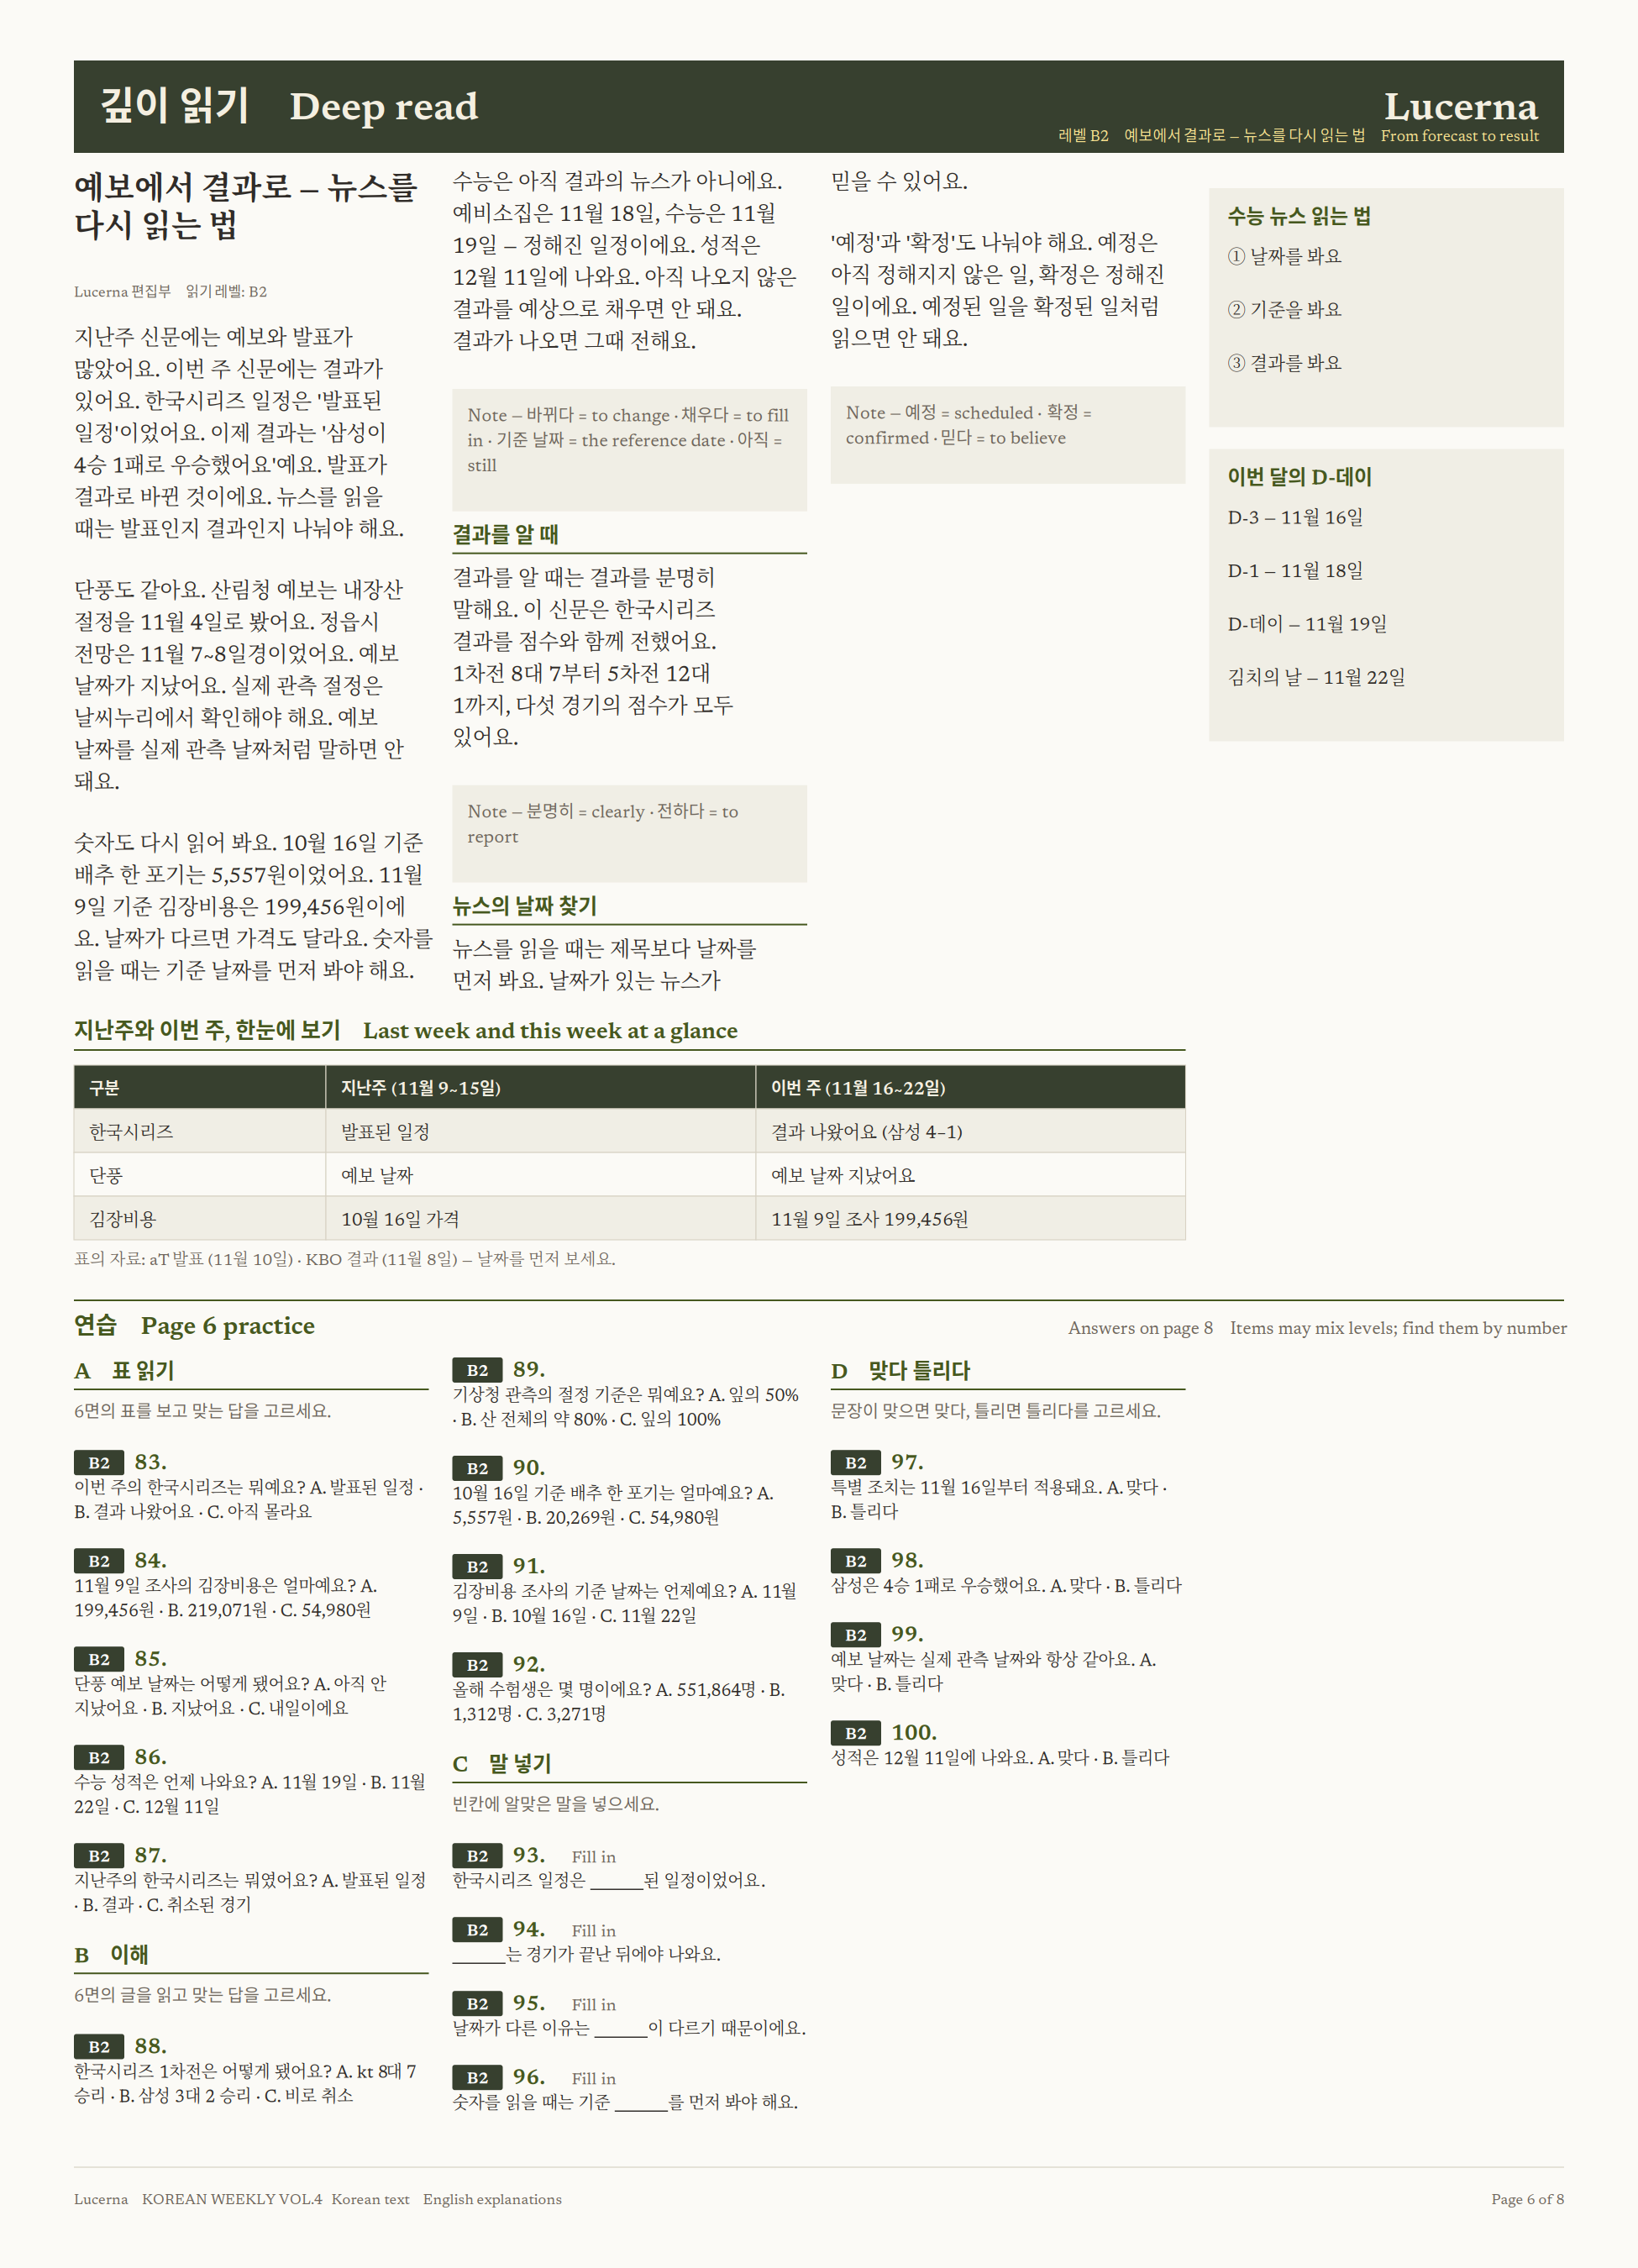 깊이 읽기 Deep read
Lucerna
레벨 B2 예보에서 결과로 – 뉴스를 다시 읽는 법 From forecast to result
예보에서 결과로 – 뉴스를
다시 읽는 법
Lucerna 편집부 읽기 레벨: B2
지난주 신문에는 예보와 발표가
많았어요. 이번 주 신문에는 결과가
있어요. 한국시리즈 일정은 '발표된
일정'이었어요. 이제 결과는 '삼성이
4승 1패로 우승했어요'예요. 발표가
결과로 바뀐 것이에요. 뉴스를 읽을
때는 발표인지 결과인지 나눠야 해요.
단풍도 같아요. 산림청 예보는 내장산
절정을 11월 4일로 봤어요. 정읍시
전망은 11월 7~8일경이었어요. 예보
날짜가 지났어요. 실제 관측 절정은
날씨누리에서 확인해야 해요. 예보
날짜를 실제 관측 날짜처럼 말하면 안
돼요.
숫자도 다시 읽어 봐요. 10월 16일 기준
배추 한 포기는 5,557원이었어요. 11월
9일 기준 김장비용은 199,456원이에
요. 날짜가 다르면 가격도 달라요. 숫자를
읽을 때는 기준 날짜를 먼저 봐야 해요.
수능은 아직 결과의 뉴스가 아니에요.
예비소집은 11월 18일, 수능은 11월
19일 – 정해진 일정이에요. 성적은
12월 11일에 나와요. 아직 나오지 않은
결과를 예상으로 채우면 안 돼요.
결과가 나오면 그때 전해요.
Note – 바뀌다 = to change · 채우다 = to fill
in · 기준 날짜 = the reference date · 아직 =
still
결과를 알 때
결과를 알 때는 결과를 분명히
말해요. 이 신문은 한국시리즈
결과를 점수와 함께 전했어요.
1차전 8대 7부터 5차전 12대
1까지, 다섯 경기의 점수가 모두
있어요.
Note – 분명히 = clearly · 전하다 = to
report
뉴스의 날짜 찾기
뉴스를 읽을 때는 제목보다 날짜를
먼저 봐요. 날짜가 있는 뉴스가
믿을 수 있어요.
'예정'과 '확정'도 나눠야 해요. 예정은
아직 정해지지 않은 일, 확정은 정해진
일이에요. 예정된 일을 확정된 일처럼
읽으면 안 돼요.
Note – 예정 = scheduled · 확정 =
confirmed · 믿다 = to believe
수능 뉴스 읽는 법
① 날짜를 봐요
② 기준을 봐요
③ 결과를 봐요
이번 달의 D-데이
D-3 – 11월 16일
D-1 – 11월 18일
D-데이 – 11월 19일
김치의 날 – 11월 22일
지난주와 이번 주, 한눈에 보기 Last week and this week at a glance
구분 지난주 (11월 9~15일) 이번 주 (11월 16~22일)
한국시리즈 발표된 일정 결과 나왔어요 (삼성 4–1)
단풍 예보 날짜 예보 날짜 지났어요
김장비용 10월 16일 가격 11월 9일 조사 199,456원
표의 자료: aT 발표 (11월 10일) · KBO 결과 (11월 8일) – 날짜를 먼저 보세요.
연습 Page 6 practice
Answers on page 8 Items may mix levels; find them by number
A 표 읽기
6면의 표를 보고 맞는 답을 고르세요.
B2 83.
이번 주의 한국시리즈는 뭐예요? A. 발표된 일정 ·
B. 결과 나왔어요 · C. 아직 몰라요
B2 84.
11월 9일 조사의 김장비용은 얼마예요? A.
199,456원 · B. 219,071원 · C. 54,980원
B2 85.
단풍 예보 날짜는 어떻게 됐어요? A. 아직 안
지났어요 · B. 지났어요 · C. 내일이에요
B2 86.
수능 성적은 언제 나와요? A. 11월 19일 · B. 11월
22일 · C. 12월 11일
B2 87.
지난주의 한국시리즈는 뭐였어요? A. 발표된 일정
· B. 결과 · C. 취소된 경기
B 이해
6면의 글을 읽고 맞는 답을 고르세요.
B2 88.
한국시리즈 1차전은 어떻게 됐어요? A. kt 8대 7
승리 · B. 삼성 3대 2 승리 · C. 비로 취소
B2 89.
기상청 관측의 절정 기준은 뭐예요? A. 잎의 50%
· B. 산 전체의 약 80% · C. 잎의 100%
B2 90.
10월 16일 기준 배추 한 포기는 얼마예요? A.
5,557원 · B. 20,269원 · C. 54,980원
B2 91.
김장비용 조사의 기준 날짜는 언제예요? A. 11월
9일 · B. 10월 16일 · C. 11월 22일
B2 92.
올해 수험생은 몇 명이에요? A. 551,864명 · B.
1,312명 · C. 3,271명
C 말 넣기
빈칸에 알맞은 말을 넣으세요.
B2 93. Fill in
한국시리즈 일정은 ______된 일정이었어요.
B2 94. Fill in
______는 경기가 끝난 뒤에야 나와요.
B2 95. Fill in
날짜가 다른 이유는 ______이 다르기 때문이에요.
B2 96. Fill in
숫자를 읽을 때는 기준 ______를 먼저 봐야 해요.
D 맞다 틀리다
문장이 맞으면 맞다, 틀리면 틀리다를 고르세요.
B2 97.
특별 조치는 11월 16일부터 적용돼요. A. 맞다 ·
B. 틀리다
B2 98.
삼성은 4승 1패로 우승했어요. A. 맞다 · B. 틀리다
B2 99.
예보 날짜는 실제 관측 날짜와 항상 같아요. A.
맞다 · B. 틀리다
B2 100.
성적은 12월 11일에 나와요. A. 맞다 · B. 틀리다
Lucerna KOREAN WEEKLY VOL.4 Korean text English explanations
Page 6 of 8